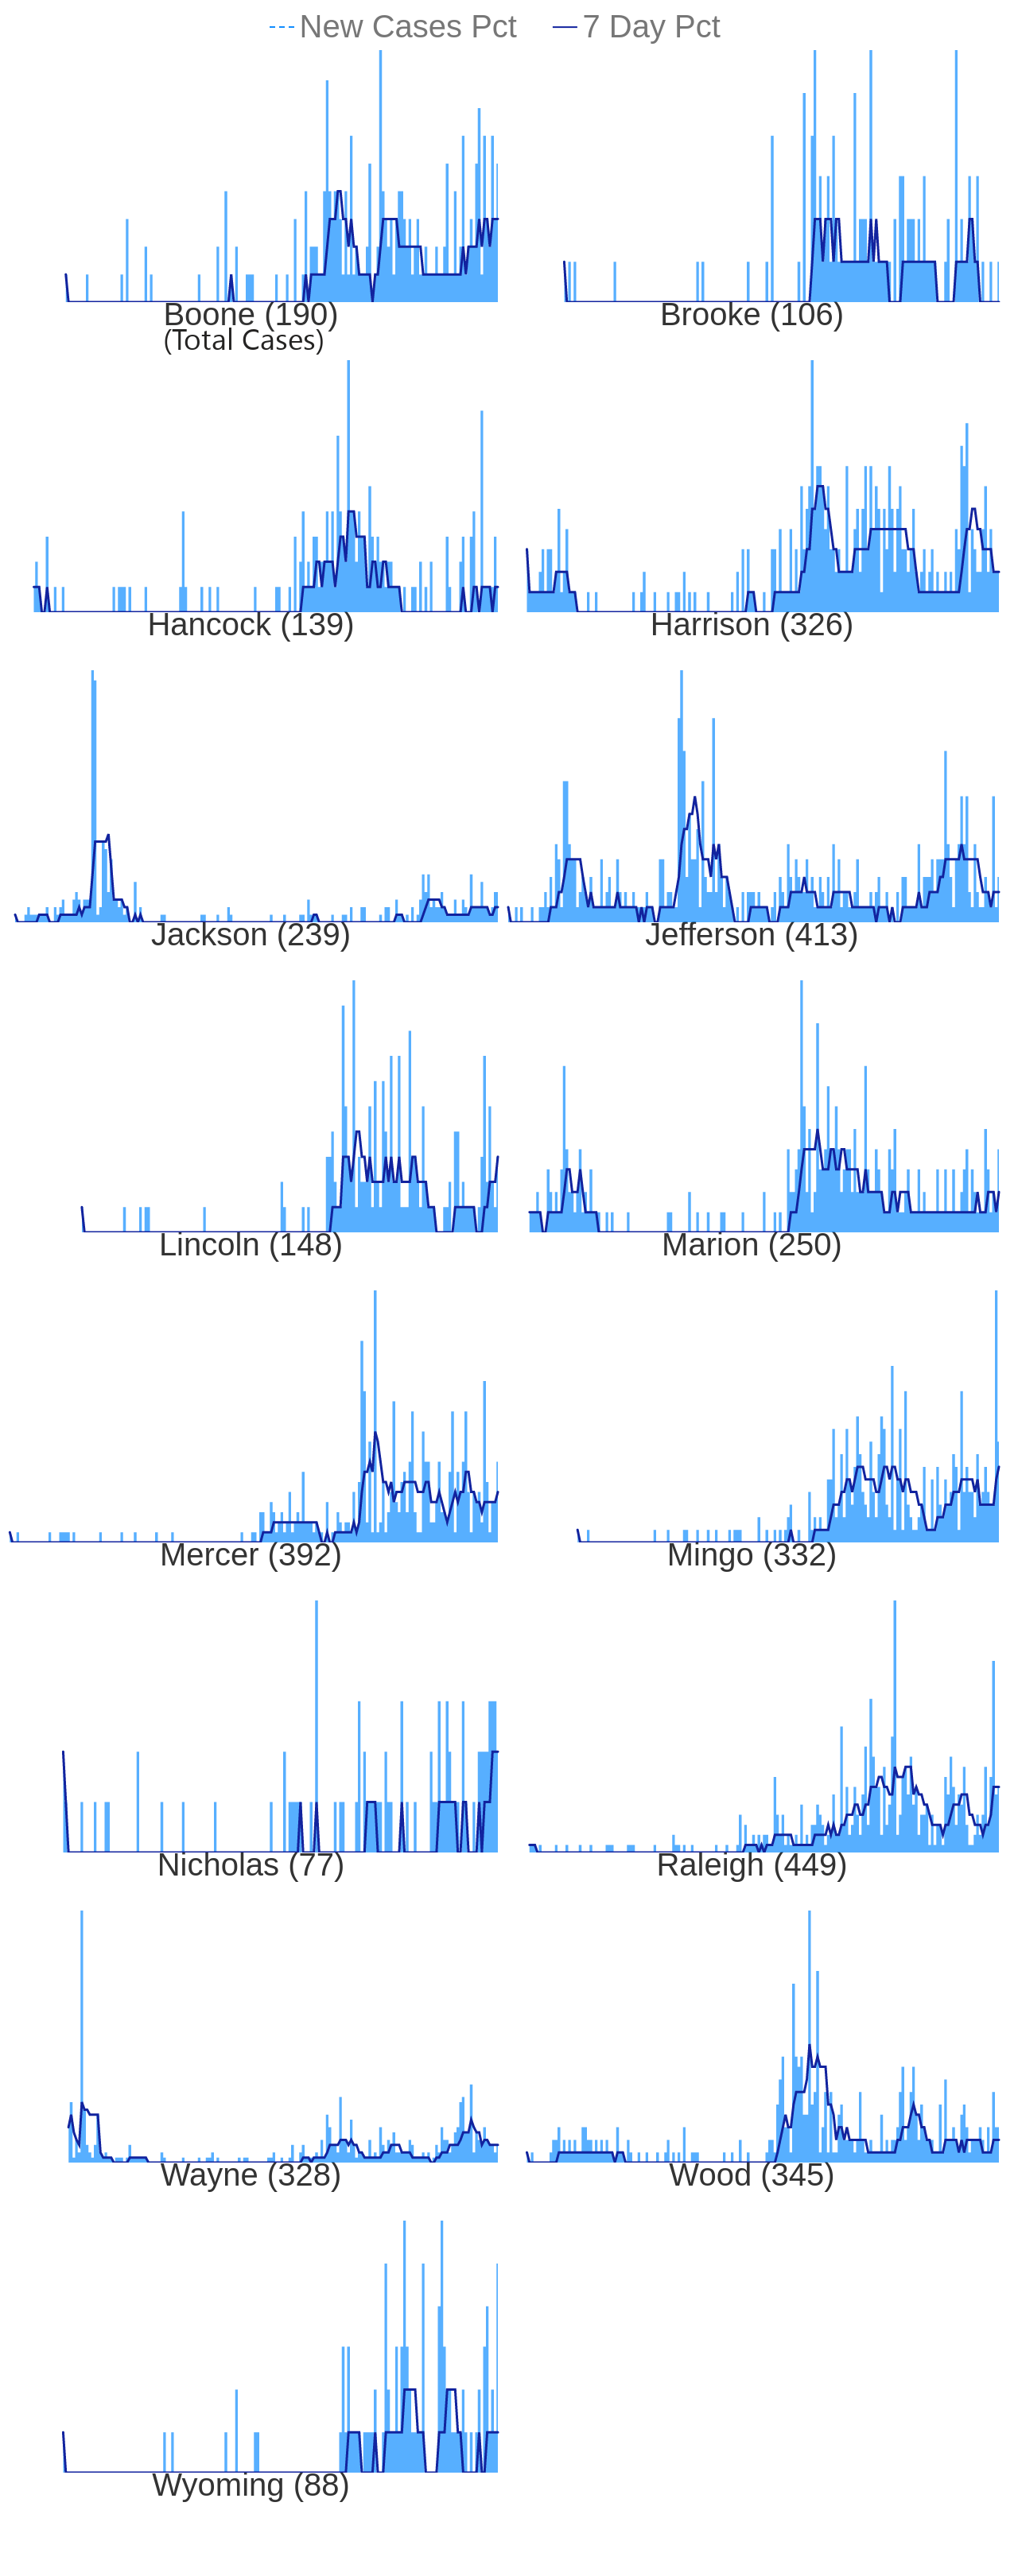 New Cases Pct 7 Day Pct
Boone (190) Brooke (106)
(Total Cases)
Hancock (139) Harrison (326)
Jackson (239) Jefferson (413)
Lincoln (148) Marion (250)
Mercer (392) Mingo (332)
Nicholas (77) Raleigh (449)
Wayne (328) Wood (345)
Wyoming (88)